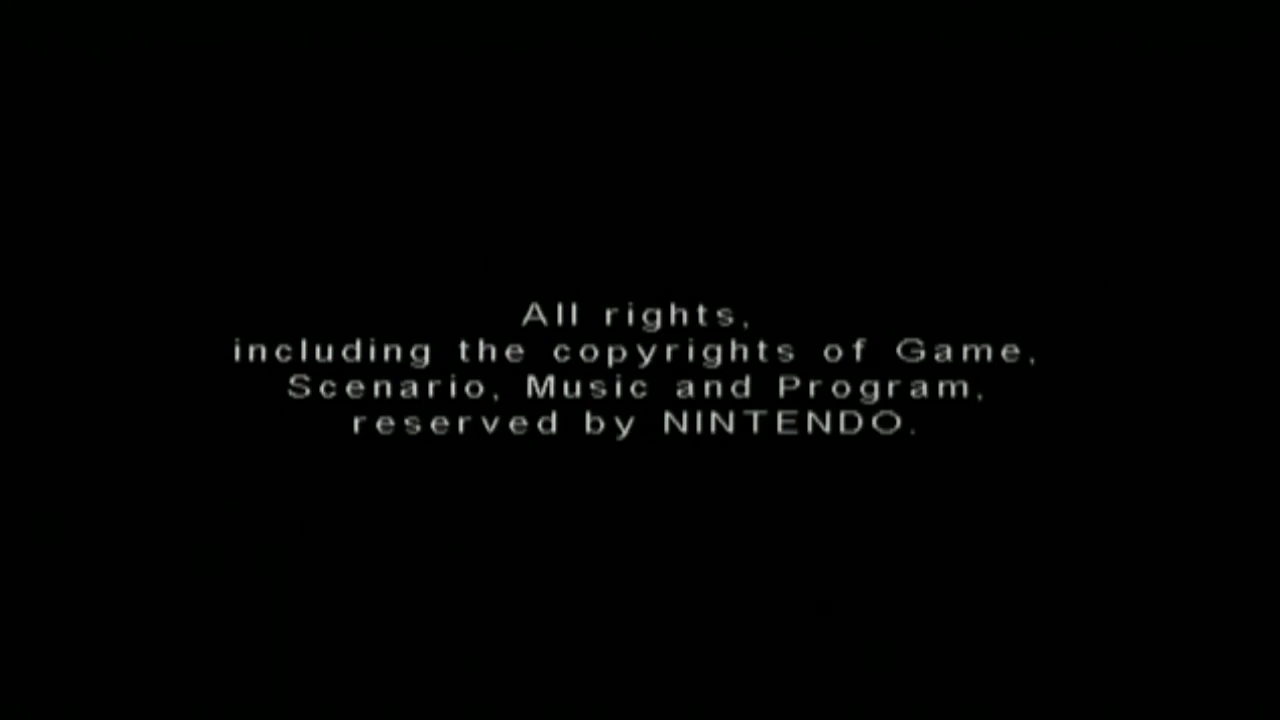 All rights,
including the copyrights of Game,
Scenario, Music and Program,
reserved by NINTENDO.